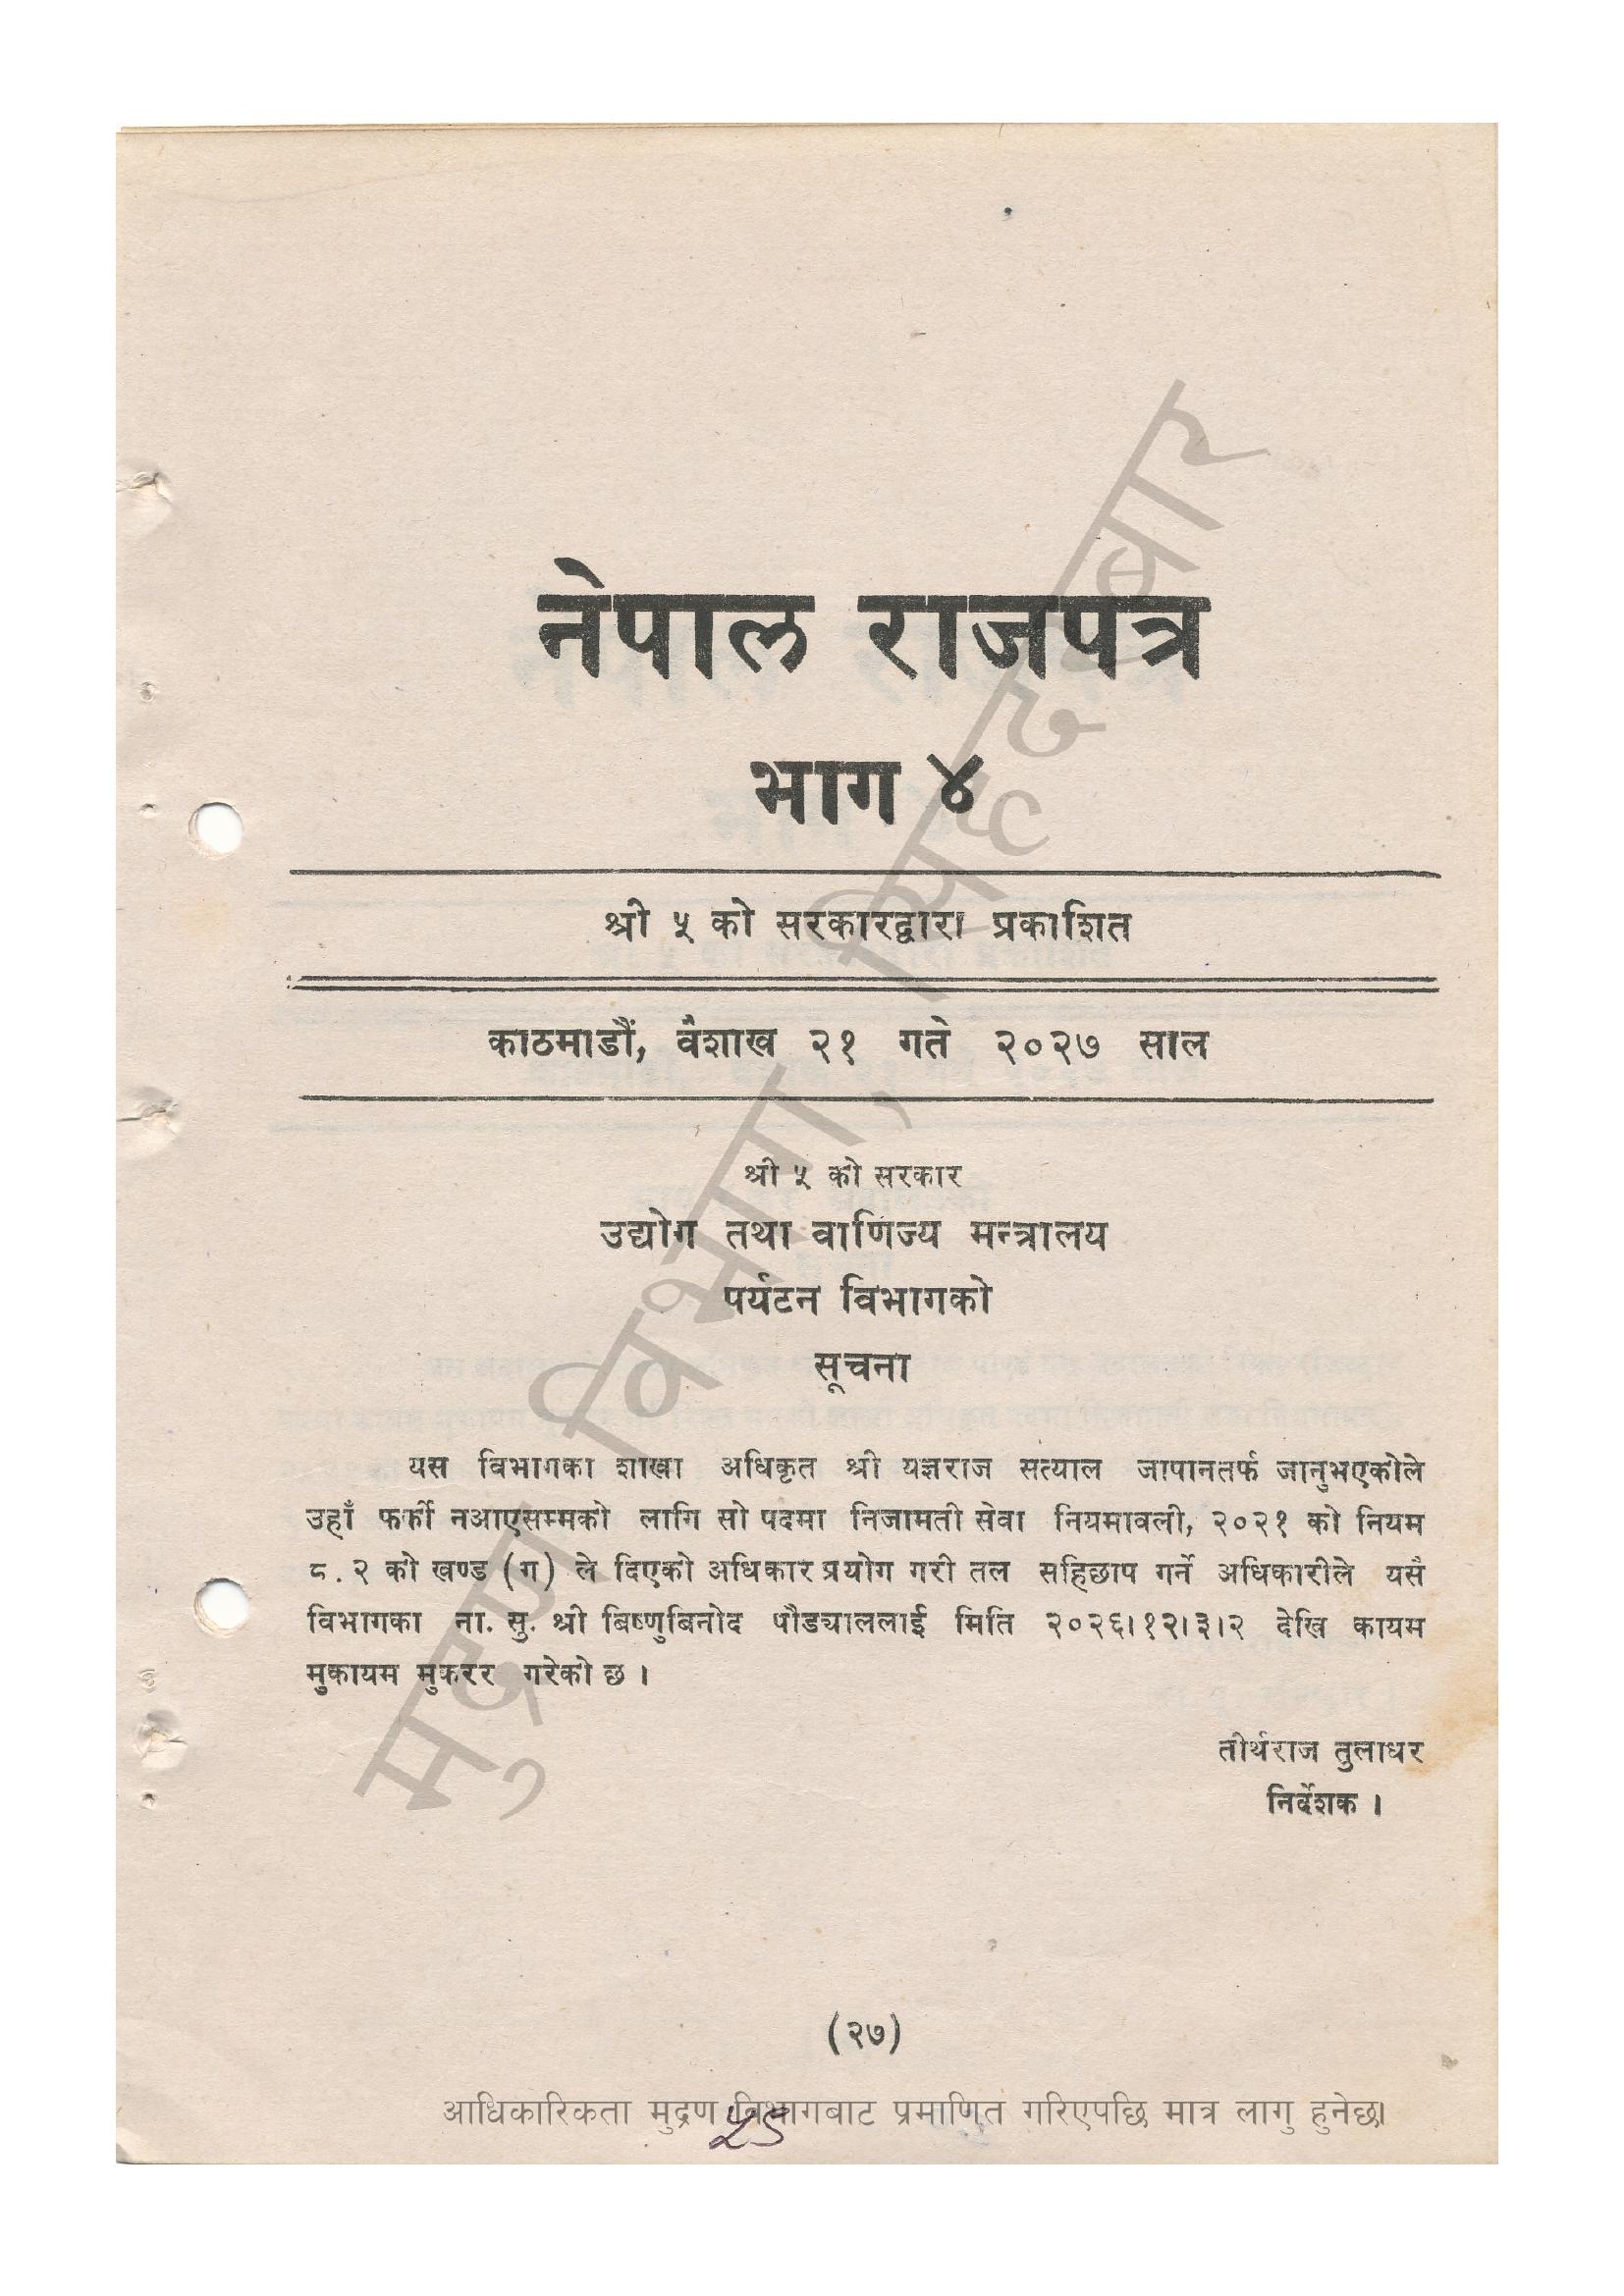 नेपाल राजपत्र
भाग ४
श्री ५ को सरकारद्वारा प्रकाशित
काठमाडौं, वैशाख २१ गते २०२७ साल
श्री ५ को सरकार
उद्योग तथा वाणिज्य मन्त्रालय
पर्यटन विभागको
सूचना
यस विभागका शाखा अधिकृत श्री यज्ञराज सत्याल जापानतर्फ जानुभएकोले
उहाँ फर्की नआएसम्मको लागि सो पदमा निजामती सेवा नियमावली, २०२१ को नियम
८.२ को खण्ड (ग) ले दिएको अधिकार प्रयोग गरी तल सहिछाप गर्ने अधिकारीले यसै
विभागका ना. सु. श्री बिष्णुबिनोद पौड्याललाई मिति २०२६।१२।३।२ देखि कायम
मुकायम मुकरर गरेको छ ।
तीर्थराज तुलाधर
निर्देशक ।
(२७)
आधिकारिकता मुद्रण विभागबाट प्रमाणित गरिएपछि मात्र लागु हुनेछ।
मुद्रण विभाग, सिंहदरबार